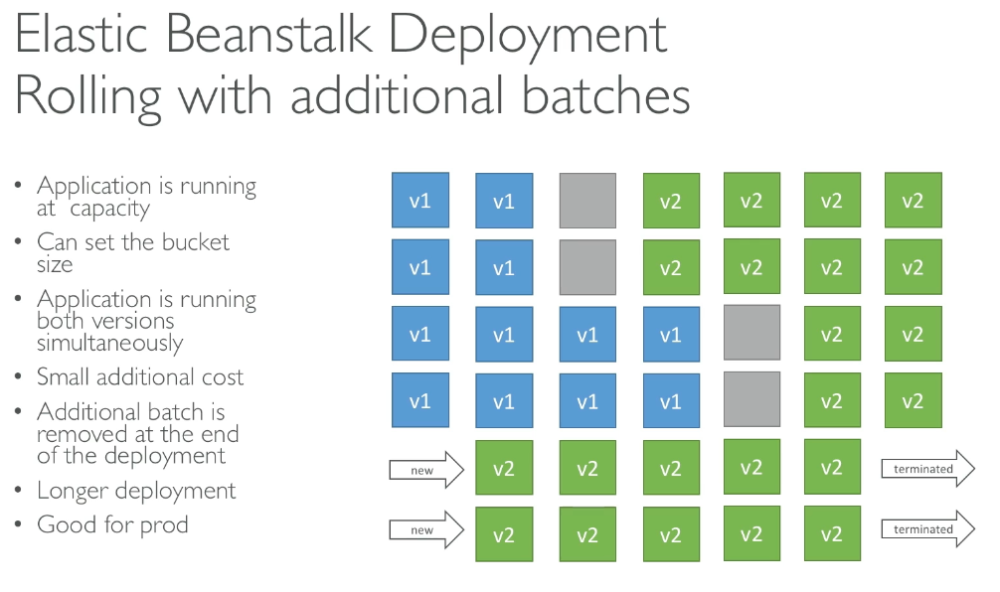 Elastic Beanstalk Deployment
Rolling with additional batches
• Application is running
at capacity
• Can set the bucket
size
• Application is running
both versions
simultaneously
• Small additional cost
• Additional batch is
removed at the end
of the deployment
• Longer deployment
• Good for prod
v1 v1 v2 v2 v2 v2
v1 v1 v2 v2 v2 v2
v1 v1 v1 v1 v2 v2
v1 v1 v1 v1 v2 v2
new v2 v2 v2 v2 v2 terminated
new v2 v2 v2 v2 v2 terminated